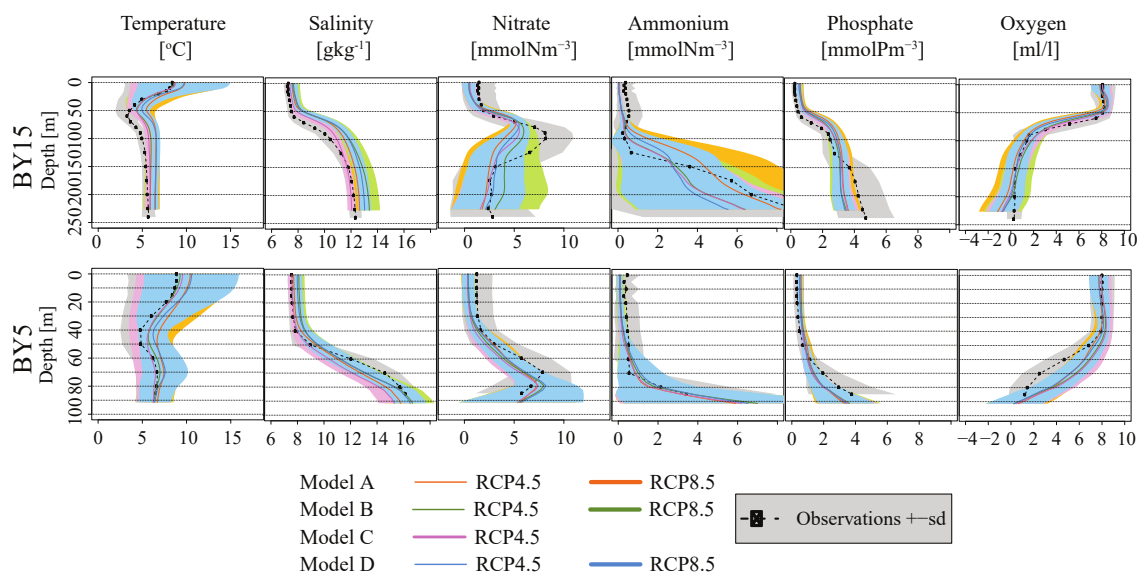 Temperature Salinity Nitrate Ammonium Phosphate Oxygen
[°C] [gkg⁻¹] [mmolNm⁻³] [mmolNm⁻³] [mmolPm⁻³] [ml/l]
BY15
Depth [m]
0
50
100
150
200
250
0 5 10 15 6 8 10 12 14 16 0 5 10 0 2 4 6 8 0 2 4 6 8 −4 −2 0 2 4 6 8 10
BY5
Depth [m]
0
20
40
60
80
100
0 5 10 15 6 8 10 12 14 16 0 5 10 0 2 4 6 8 0 2 4 6 8 −4 −2 0 2 4 6 8 10
Model A RCP4.5 RCP8.5
Model B RCP4.5 RCP8.5
Model C RCP4.5
Model D RCP4.5 RCP8.5
Observations +−sd